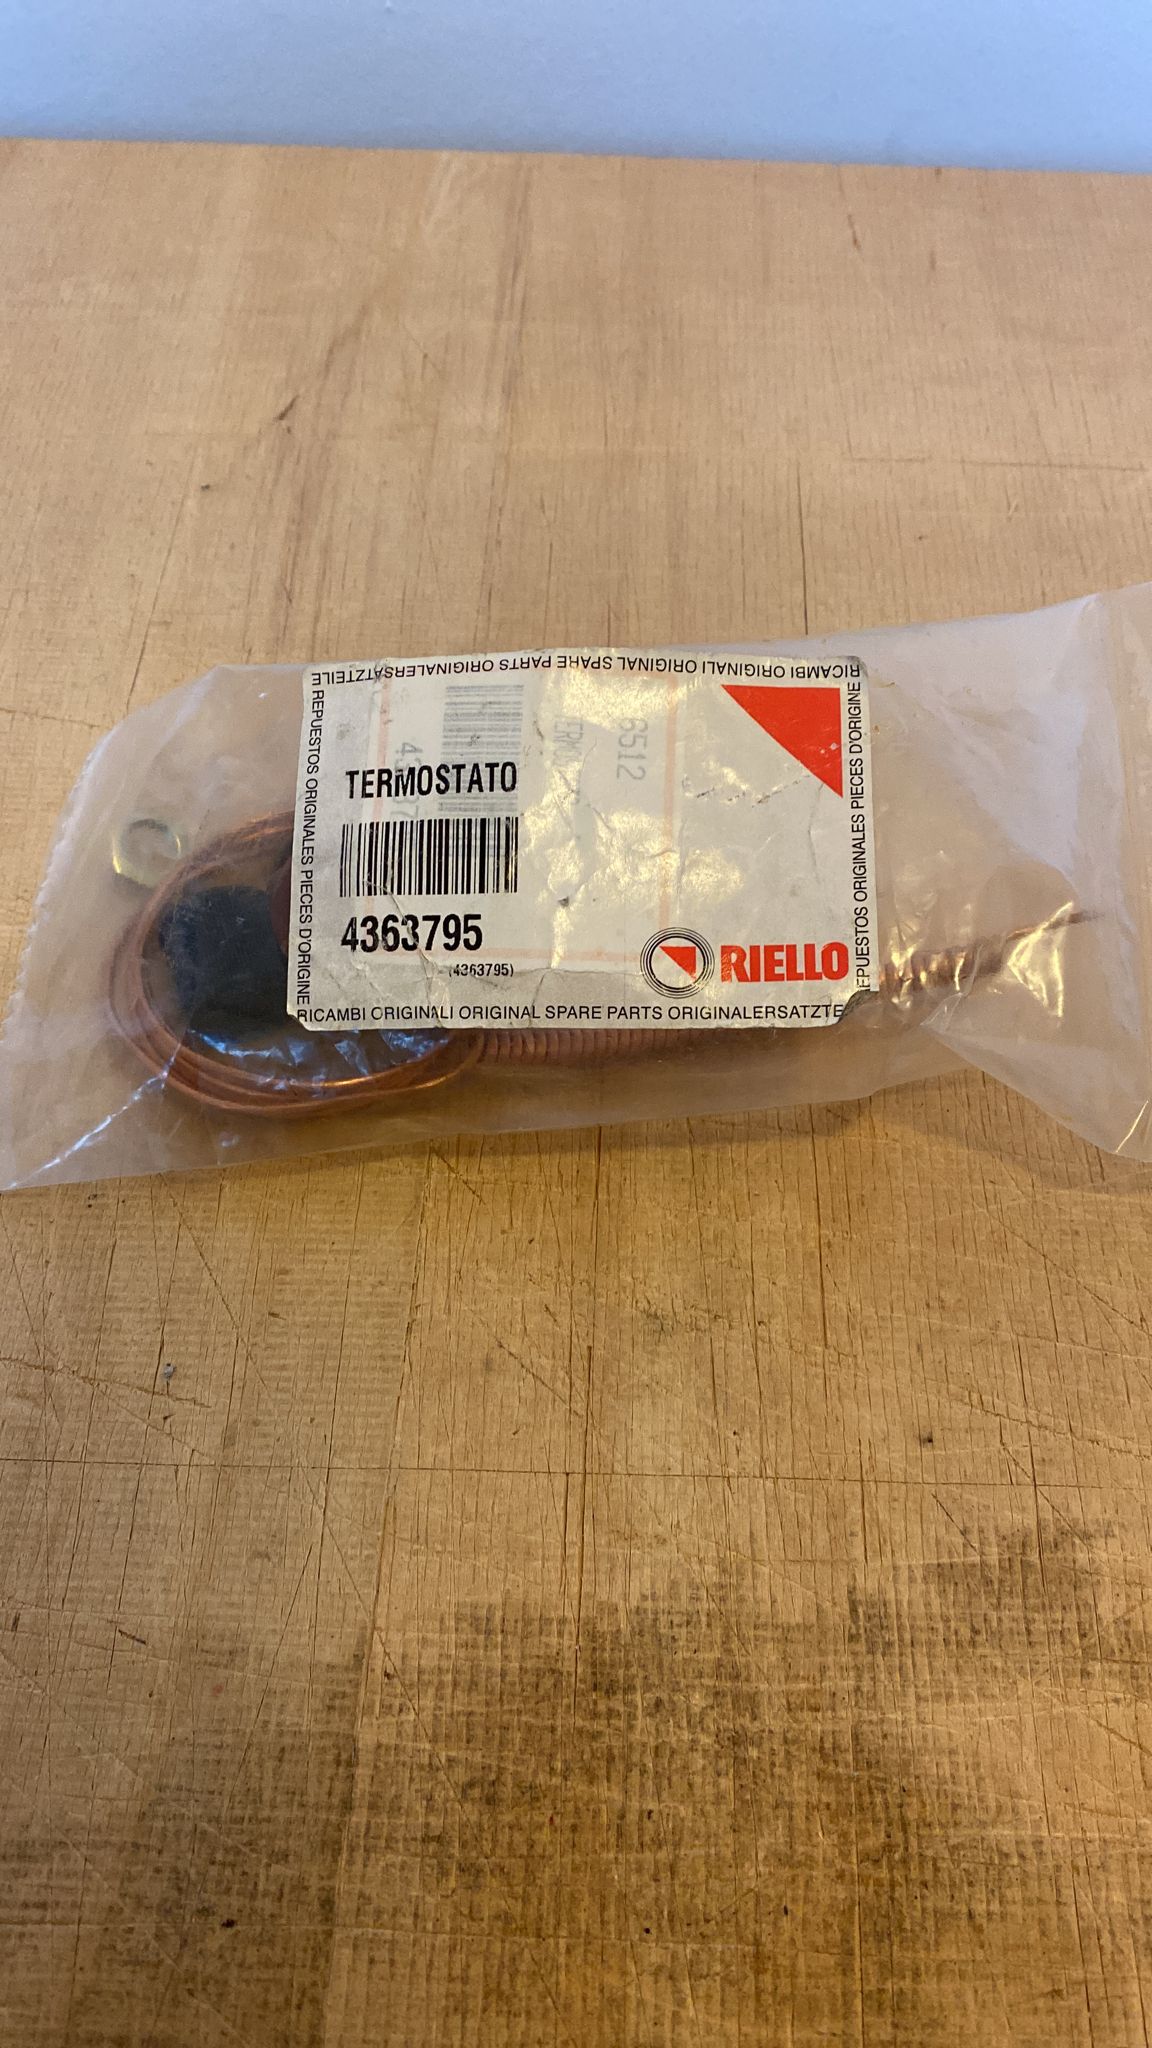 RICAMBI ORIGINALI ORIGINAL SPARE PARTS ORIGINALERSATZTEILE
REPUESTOS ORIGINALES PIECES D'ORIGINE
6512
TERMOSTATO
4363795
(4363795)
RIELLO
REPUESTOS ORIGINALES PIECES D'ORIGINE
RICAMBI ORIGINALI ORIGINAL SPARE PARTS ORIGINALERSATZTE